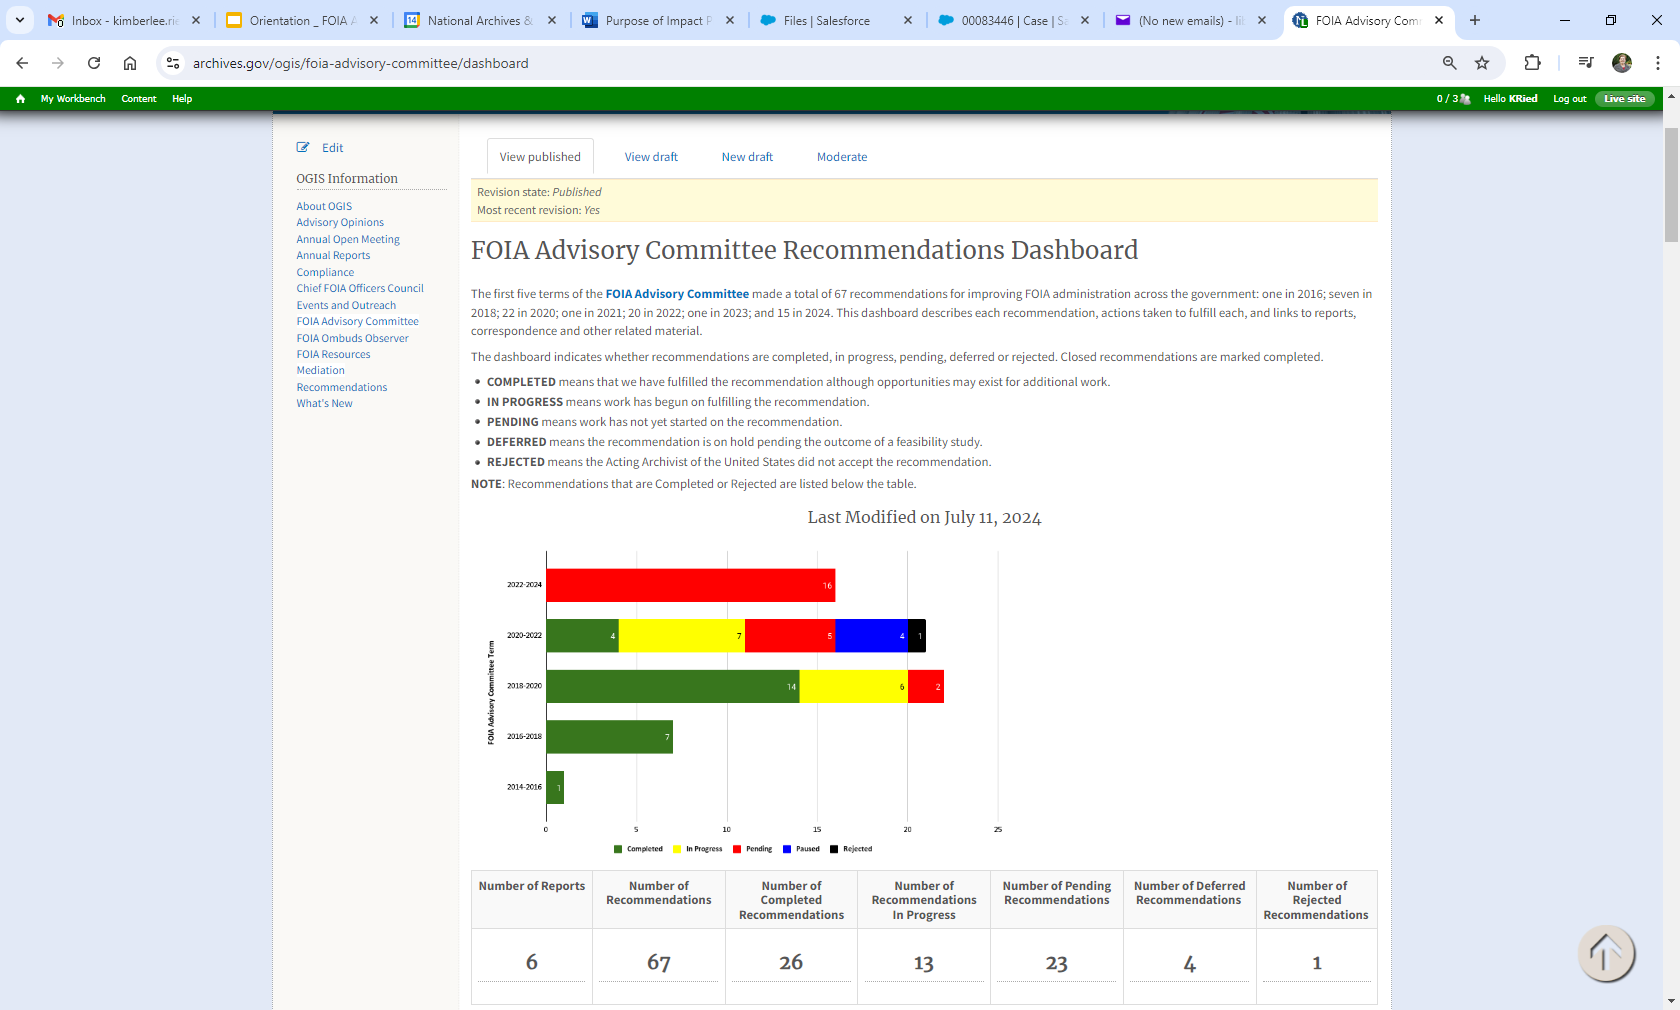 Inbox - kimberlee.rie
Orientation _ FOIA A
14
National Archives &
Purpose of Impact P
Files | Salesforce
00083446 | Case | Sa
(No new emails) - li
FOIA Advisory Com
archives.gov/ogis/foia-advisory-committee/dashboard
My Workbench Content Help
0 / 3 Hello KRied Log out Live site
Edit
OGIS Information
About OGIS
Advisory Opinions
Annual Open Meeting
Annual Reports
Compliance
Chief FOIA Officers Council
Events and Outreach
FOIA Advisory Committee
FOIA Ombuds Observer
FOIA Resources
Mediation
Recommendations
What's New
View published View draft New draft Moderate
Revision state: Published
Most recent revision: Yes
FOIA Advisory Committee Recommendations Dashboard
The first five terms of the FOIA Advisory Committee made a total of 67 recommendations for improving FOIA administration across the government: one in 2016; seven in
2018; 22 in 2020; one in 2021; 20 in 2022; one in 2023; and 15 in 2024. This dashboard describes each recommendation, actions taken to fulfill each, and links to reports,
correspondence and other related material.
The dashboard indicates whether recommendations are completed, in progress, pending, deferred or rejected. Closed recommendations are marked completed.
• COMPLETED means that we have fulfilled the recommendation although opportunities may exist for additional work.
• IN PROGRESS means work has begun on fulfilling the recommendation.
• PENDING means work has not yet started on the recommendation.
• DEFERRED means the recommendation is on hold pending the outcome of a feasibility study.
• REJECTED means the Acting Archivist of the United States did not accept the recommendation.
NOTE: Recommendations that are Completed or Rejected are listed below the table.
Last Modified on July 11, 2024
FOIA Advisory Committee Term
2022-2024 16
2020-2022 4 7 5 4 1
2018-2020 14 6 2
2016-2018 7
2014-2016 1
0 5 10 15 20 25
Completed In Progress Pending Paused Rejected
Number of Reports
Number of
Recommendations
Number of
Completed
Recommendations
Number of
Recommendations
In Progress
Number of Pending
Recommendations
Number of Deferred
Recommendations
Number of
Rejected
Recommendations
6 67 26 13 23 4 1